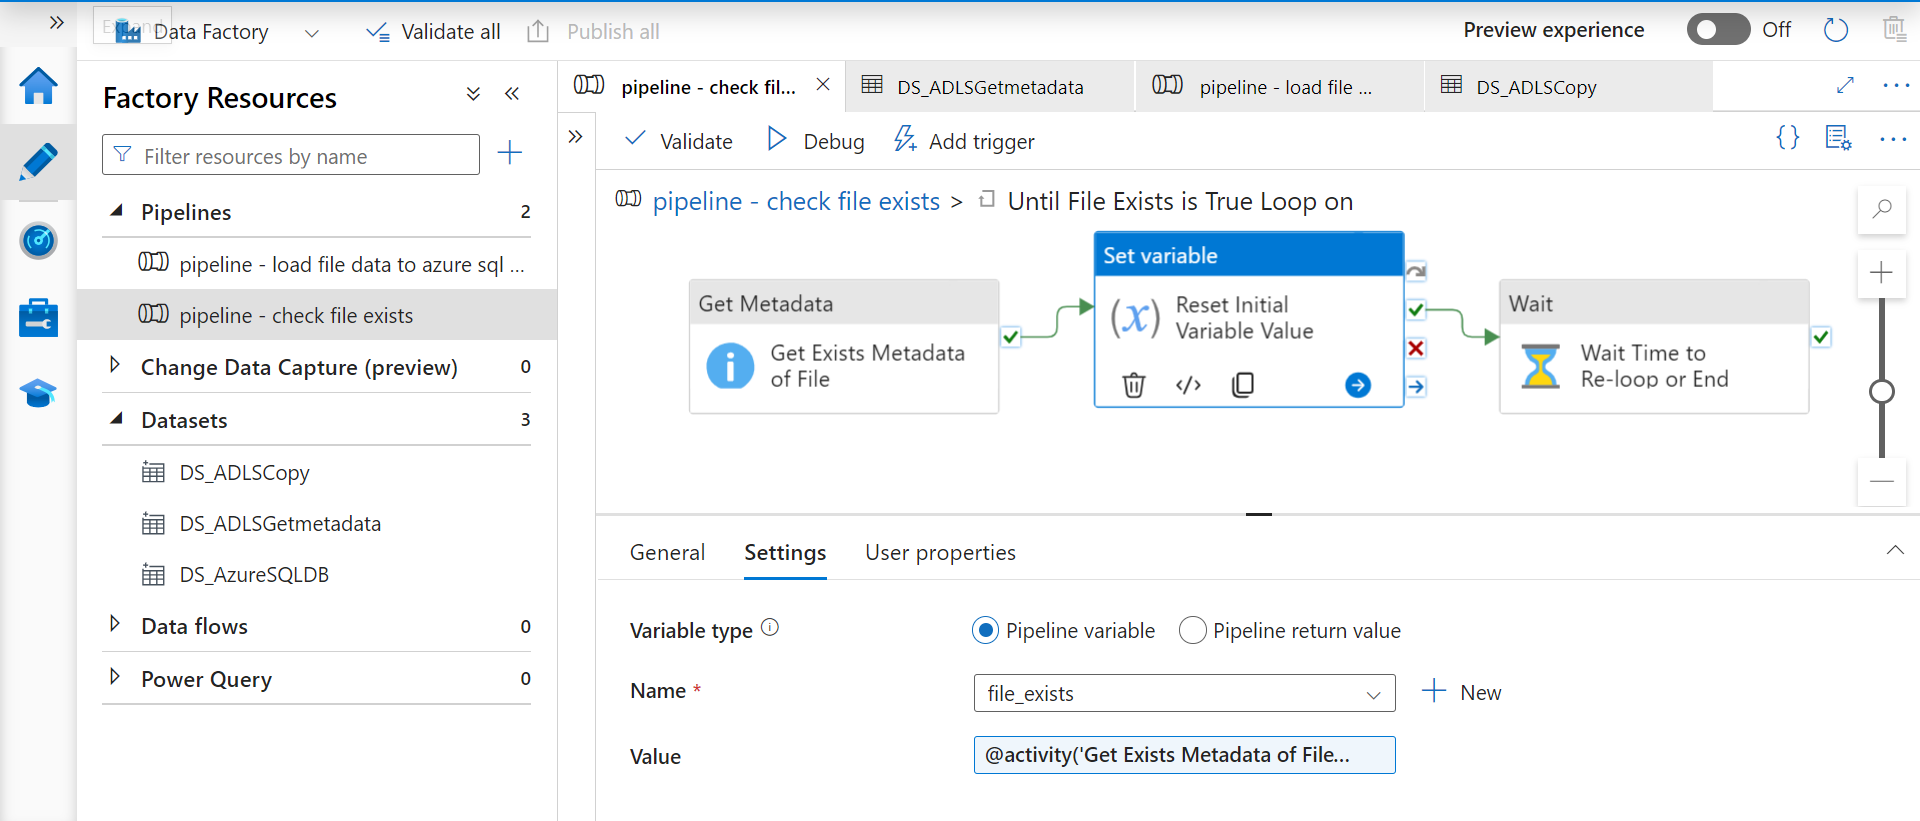 Expand
Data Factory
Validate all
Publish all
Preview experience
Off
Factory Resources
Filter resources by name
Pipelines 2
pipeline - load file data to azure sql ...
pipeline - check file exists
Change Data Capture (preview) 0
Datasets 3
DS_ADLSCopy
DS_ADLSGetmetadata
DS_AzureSQLDB
Data flows 0
Power Query 0
pipeline - check fil...
DS_ADLSGetmetadata
pipeline - load file ...
DS_ADLSCopy
Validate
Debug
Add trigger
pipeline - check file exists > Until File Exists is True Loop on
Get Metadata
Get Exists Metadata
of File
Set variable
(x)
Reset Initial
Variable Value
Wait
Wait Time to
Re-loop or End
General
Settings
User properties
Variable type
Pipeline variable
Pipeline return value
Name *
file_exists
New
Value
@activity('Get Exists Metadata of File...